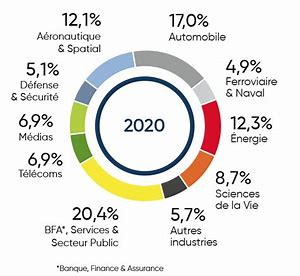 12,1%
Aéronautique
& Spatial
17,0%
Automobile
5,1%
Défense
& Sécurité
4,9%
Ferroviaire
& Naval
6,9%
Médias
2020
12,3%
Énergie
6,9%
Télécoms
8,7%
Sciences
de la Vie
20,4%
BFA*, Services &
Secteur Public
5,7%
Autres
industries
*Banque, Finance & Assurance